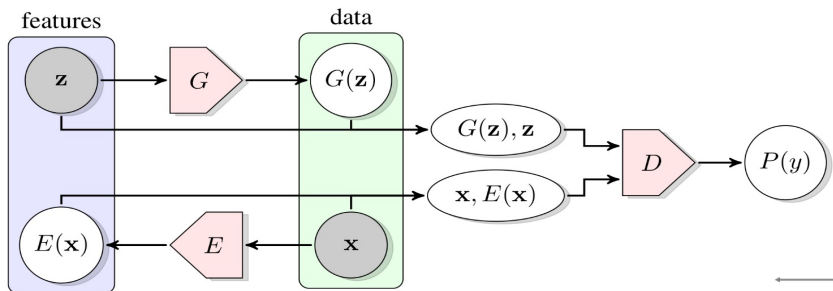 features data
z G G(z)
G(z), z
D P(y)
x, E(x)
E(x) E x